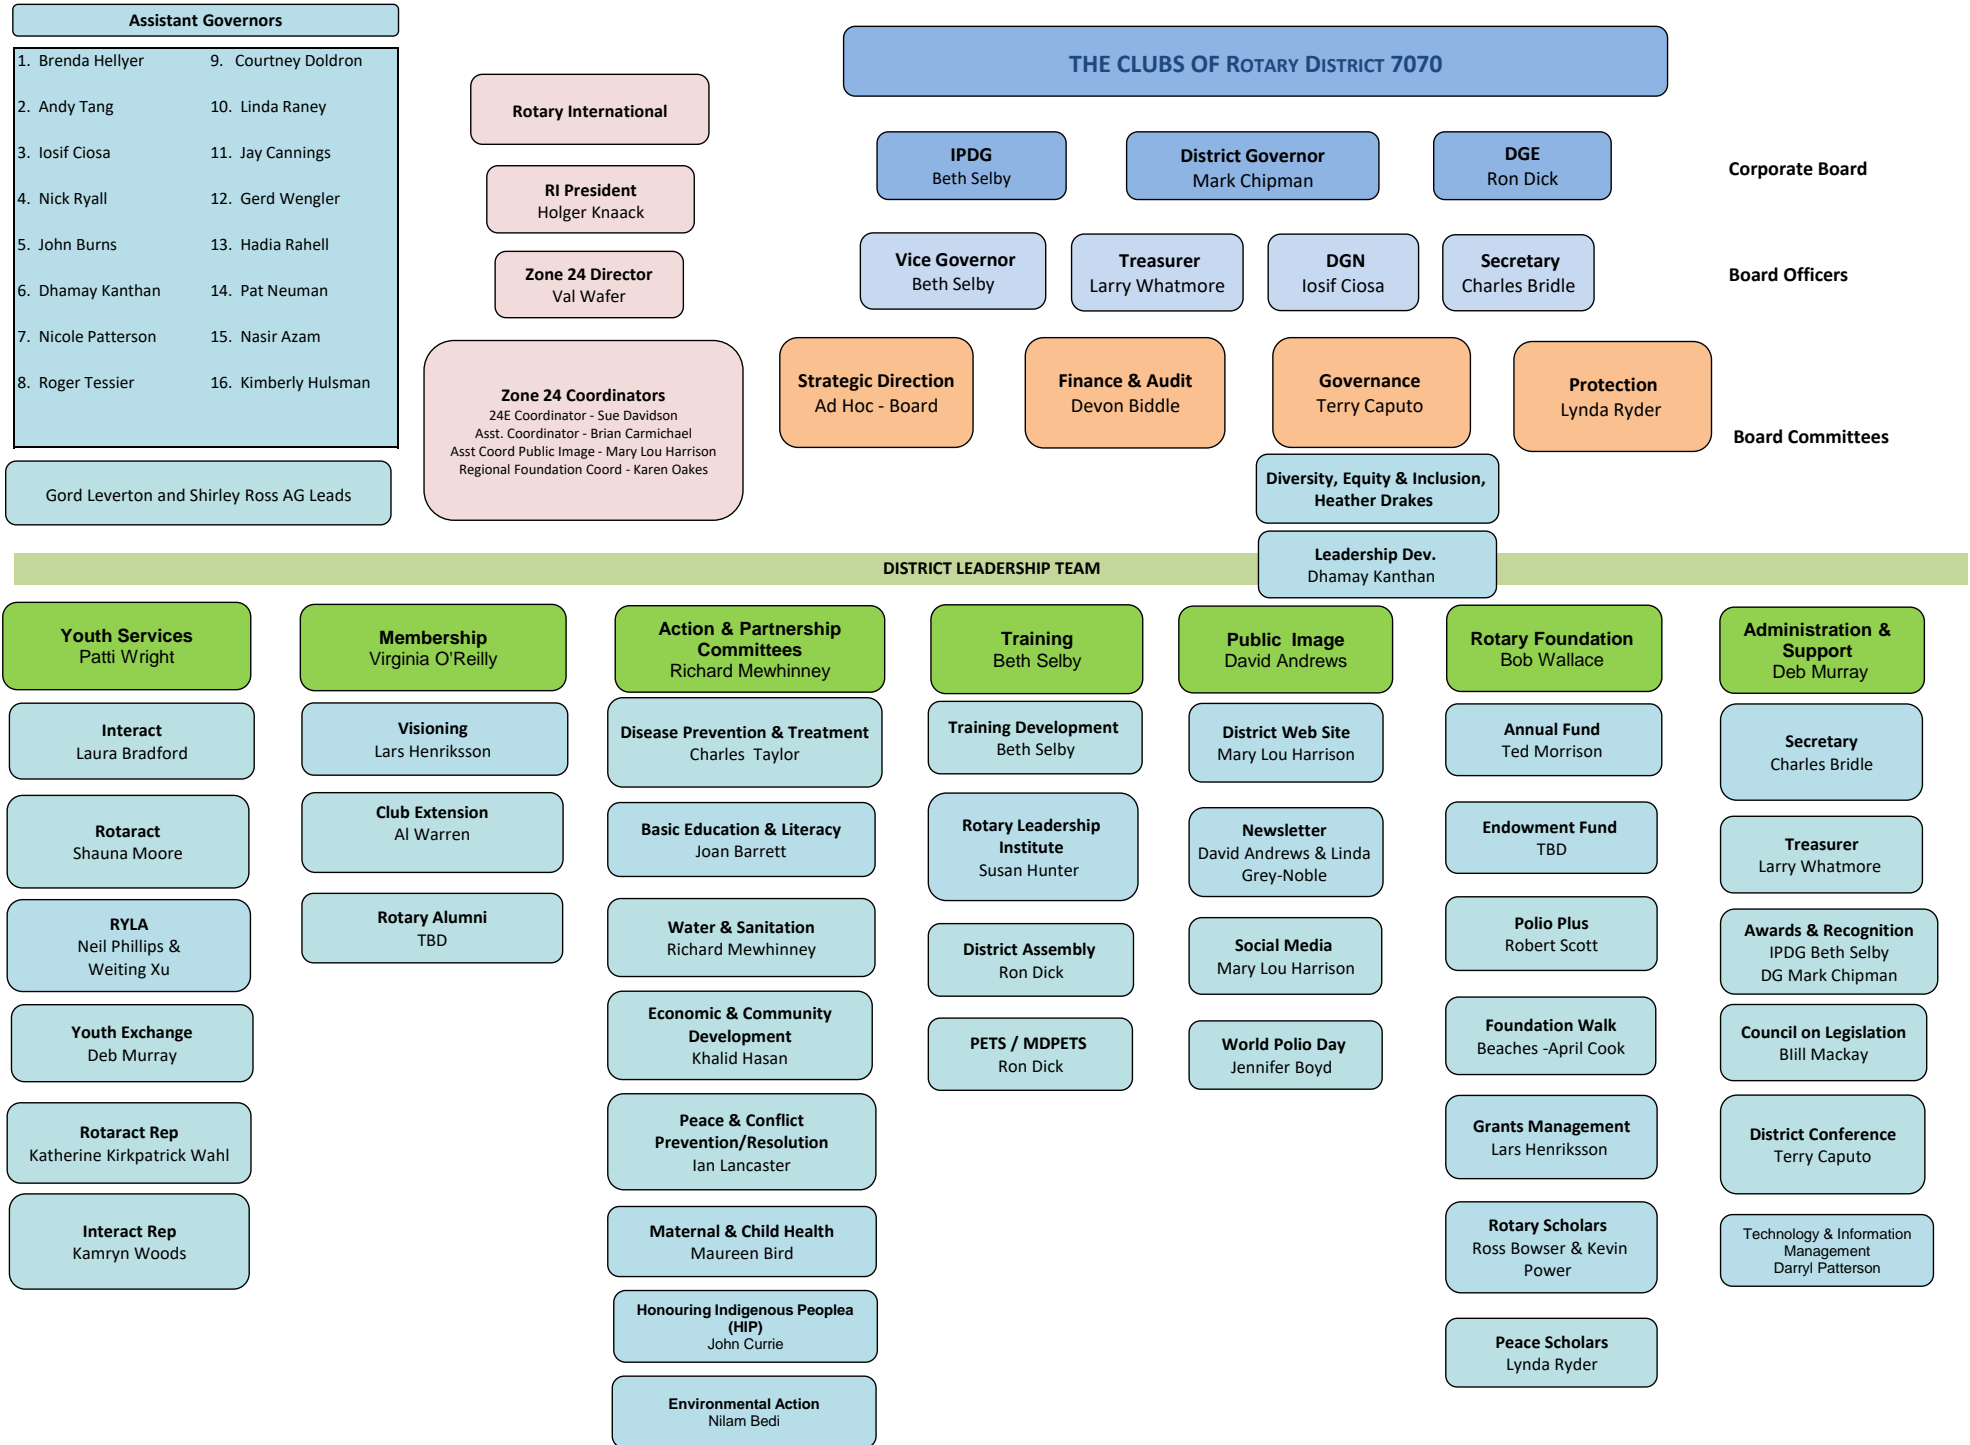 Assistant Governors
1. Brenda Hellyer
9. Courtney Doldron
2. Andy Tang
10. Linda Raney
3. Iosif Ciosa
11. Jay Cannings
4. Nick Ryall
12. Gerd Wengler
5. John Burns
13. Hadia Rahell
6. Dhamay Kanthan
14. Pat Neuman
7. Nicole Patterson
15. Nasir Azam
8. Roger Tessier
16. Kimberly Hulsman
Gord Leverton and Shirley Ross AG Leads
Rotary International
RI President
Holger Knaack
Zone 24 Director
Val Wafer
Zone 24 Coordinators
24E Coordinator - Sue Davidson
Asst. Coordinator - Brian Carmichael
Asst Coord Public Image - Mary Lou Harrison
Regional Foundation Coord - Karen Oakes
THE CLUBS OF ROTARY DISTRICT 7070
IPDG
Beth Selby
District Governor
Mark Chipman
DGE
Ron Dick
Corporate Board
Vice Governor
Beth Selby
Treasurer
Larry Whatmore
DGN
Iosif Ciosa
Secretary
Charles Bridle
Board Officers
Strategic Direction
Ad Hoc - Board
Finance & Audit
Devon Biddle
Governance
Terry Caputo
Protection
Lynda Ryder
Board Committees
Diversity, Equity & Inclusion,
Heather Drakes
Leadership Dev.
Dhamay Kanthan
DISTRICT LEADERSHIP TEAM
Youth Services
Patti Wright
Interact
Laura Bradford
Rotaract
Shauna Moore
RYLA
Neil Phillips &
Weiting Xu
Youth Exchange
Deb Murray
Rotaract Rep
Katherine Kirkpatrick Wahl
Interact Rep
Kamryn Woods
Membership
Virginia O'Reilly
Visioning
Lars Henriksson
Club Extension
Al Warren
Rotary Alumni
TBD
Action & Partnership
Committees
Richard Mewhinney
Disease Prevention & Treatment
Charles Taylor
Basic Education & Literacy
Joan Barrett
Water & Sanitation
Richard Mewhinney
Economic & Community
Development
Khalid Hasan
Peace & Conflict
Prevention/Resolution
Ian Lancaster
Maternal & Child Health
Maureen Bird
Honouring Indigenous Peoplea
(HIP)
John Currie
Environmental Action
Nilam Bedi
Training
Beth Selby
Training Development
Beth Selby
Rotary Leadership
Institute
Susan Hunter
District Assembly
Ron Dick
PETS / MDPETS
Ron Dick
Public Image
David Andrews
District Web Site
Mary Lou Harrison
Newsletter
David Andrews & Linda
Grey-Noble
Social Media
Mary Lou Harrison
World Polio Day
Jennifer Boyd
Rotary Foundation
Bob Wallace
Annual Fund
Ted Morrison
Endowment Fund
TBD
Polio Plus
Robert Scott
Foundation Walk
Beaches -April Cook
Grants Management
Lars Henriksson
Rotary Scholars
Ross Bowser & Kevin
Power
Peace Scholars
Lynda Ryder
Administration &
Support
Deb Murray
Secretary
Charles Bridle
Treasurer
Larry Whatmore
Awards & Recognition
IPDG Beth Selby
DG Mark Chipman
Council on Legislation
BIill Mackay
District Conference
Terry Caputo
Technology & Information
Management
Darryl Patterson